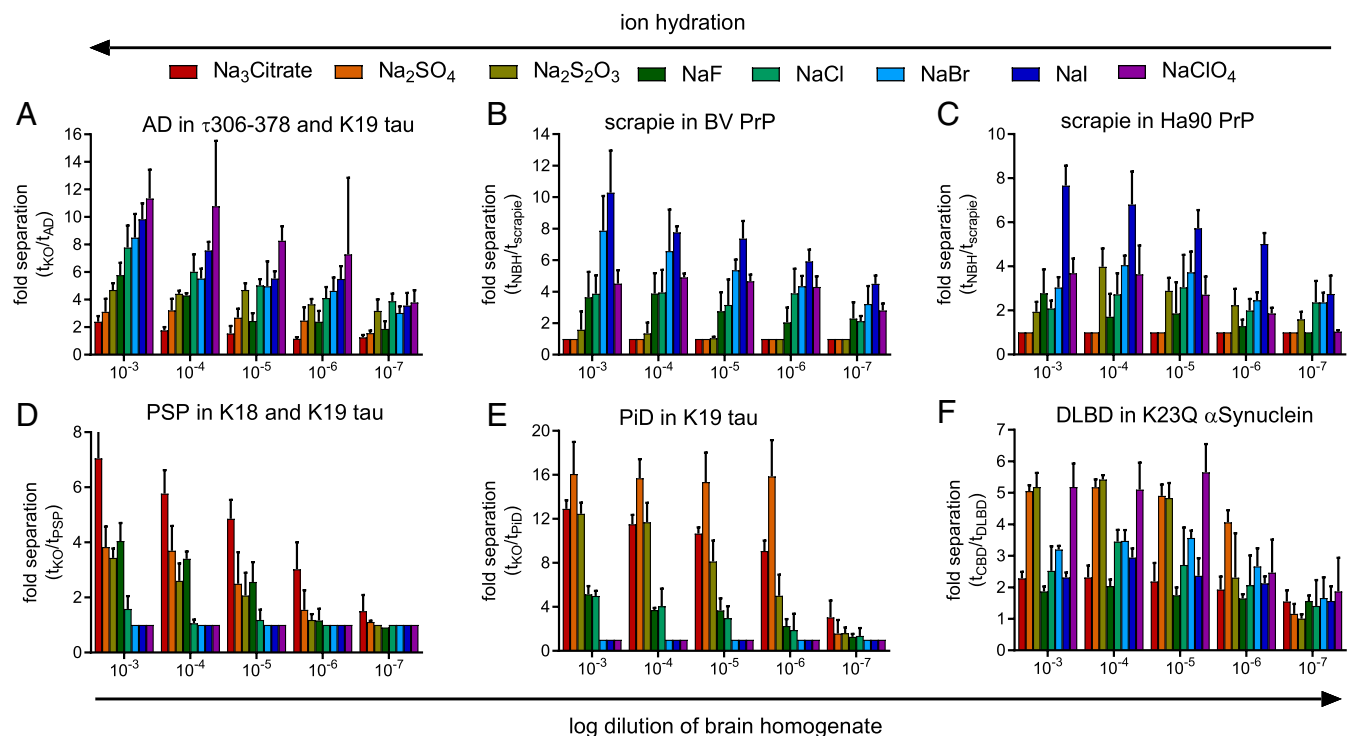 ion hydration
Na3Citrate Na2SO4 Na2S2O3 NaF NaCl NaBr NaI NaClO4
A AD in τ306-378 and K19 tau
fold separation
(tKO/tAD)
16
14
12
10
8
6
4
2
0
10-3 10-4 10-5 10-6 10-7
B scrapie in BV PrP
fold separation
(tNBH/tscrapie)
14
12
10
8
6
4
2
0
10-3 10-4 10-5 10-6 10-7
C scrapie in Ha90 PrP
fold separation
(tNBH/tscrapie)
10
8
6
4
2
0
10-3 10-4 10-5 10-6 10-7
D PSP in K18 and K19 tau
fold separation
(tKO/tPSP)
8
6
4
2
0
10-3 10-4 10-5 10-6 10-7
E PiD in K19 tau
fold separation
(tKO/tPiD)
20
16
12
8
4
0
10-3 10-4 10-5 10-6 10-7
F DLBD in K23Q αSynuclein
fold separation
(tCBD/tDLBD)
7
6
5
4
3
2
1
0
10-3 10-4 10-5 10-6 10-7
log dilution of brain homogenate